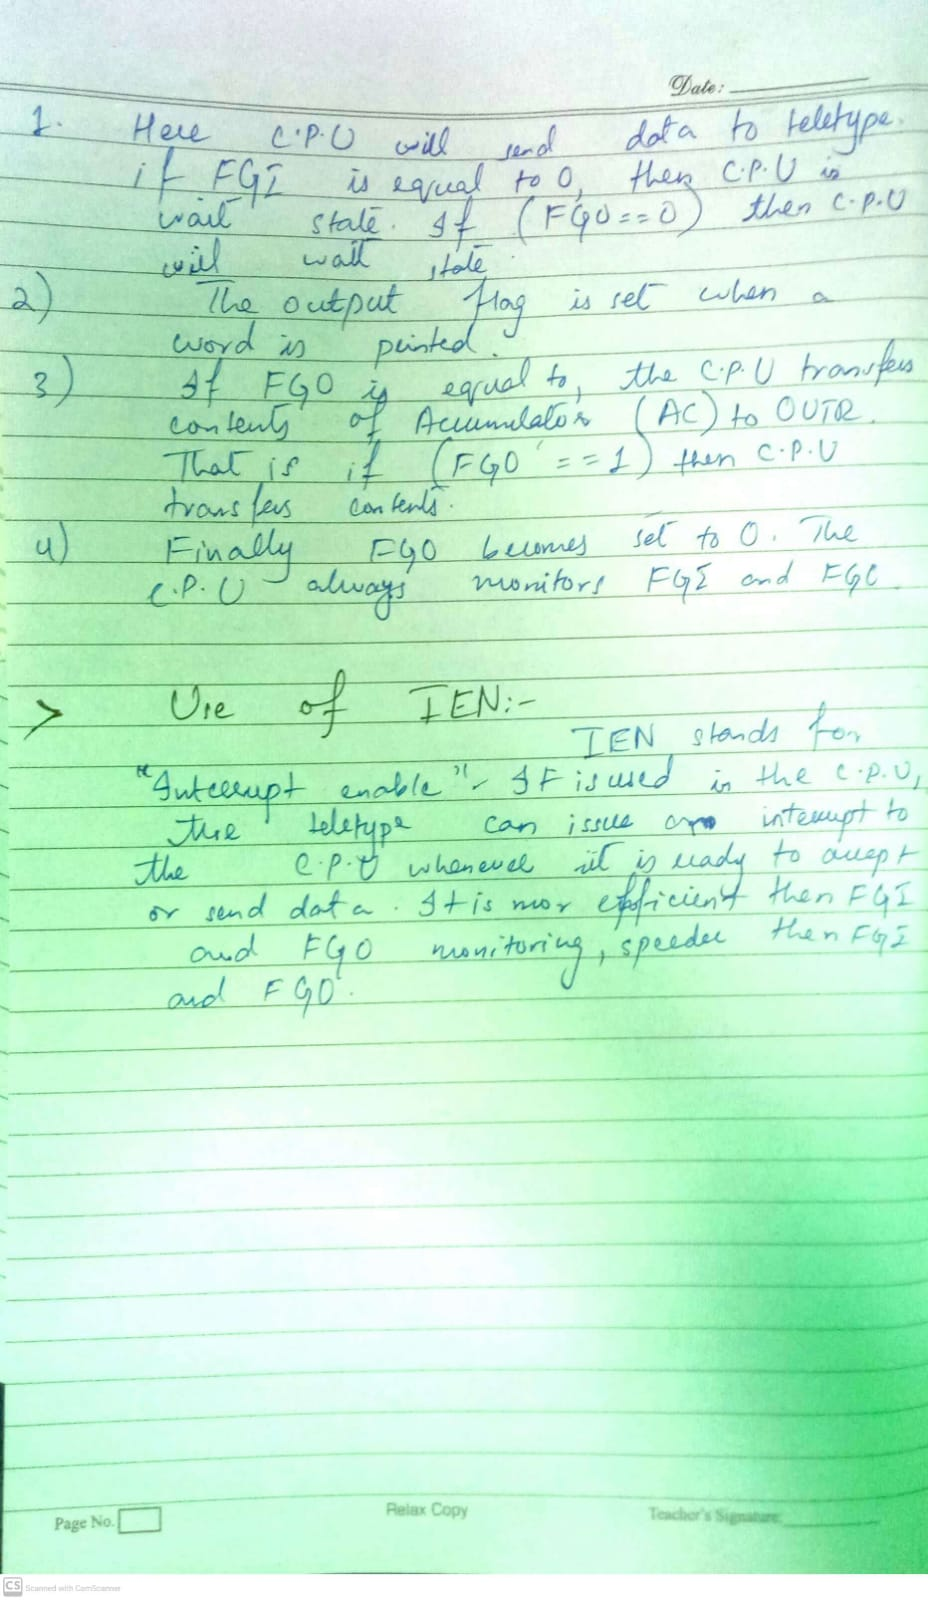 Date:
1. Here C.P.U will send data to teletype.
if FGI is equal to 0, then C.P.U is
wait state. If (FGO==0) then C.P.U
will wait state.
2) The output flag is set when a
word is printed.
3) If FGO is equal to, the C.P.U transfers
contents of Accumulator (AC) to OUTR.
That is if (FGO ==1) then C.P.U
transfers contents.
4) Finally FGO becomes set to 0. The
C.P.U always monitors FGI and FGO
> Use of IEN:-
IEN stands for
"Interrupt enable". It is used in the C.P.U,
the teletype can issue an interrupt to
the C.P.U whenever it is ready to accept
or send data. It is mor efficient then FGI
and FGO monitoring, speeder then FGI
and FGO.
Page No.
Relax Copy
Teacher's Signature:
CS Scanned with CamScanner